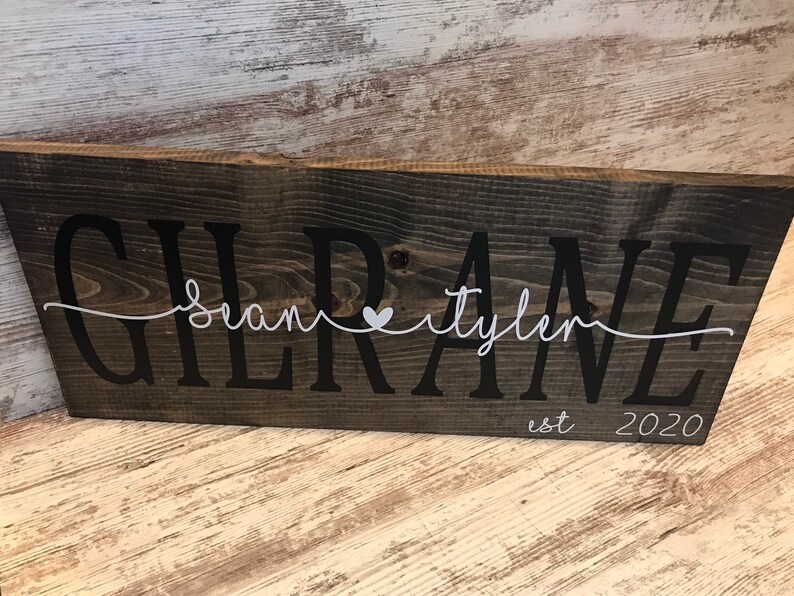 GILRANE
sean ♥ tyler
est 2020